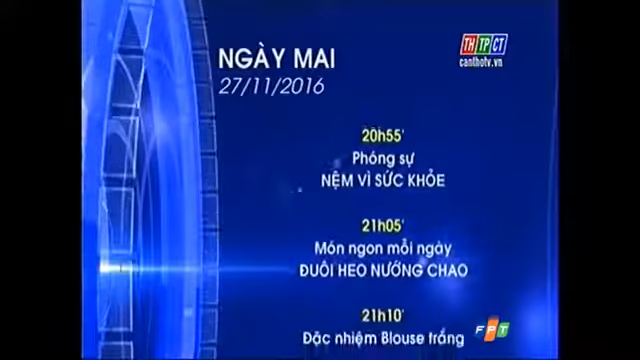 NGÀY MAI
27/11/2016
THTPCT
canthotv.vn
20h55'
Phóng sự
NỆM VÌ SỨC KHỎE
21h05'
Món ngon mỗi ngày
ĐUÔI HEO NƯỚNG CHAO
21h10'
Đặc nhiệm Blouse trắng
FPT